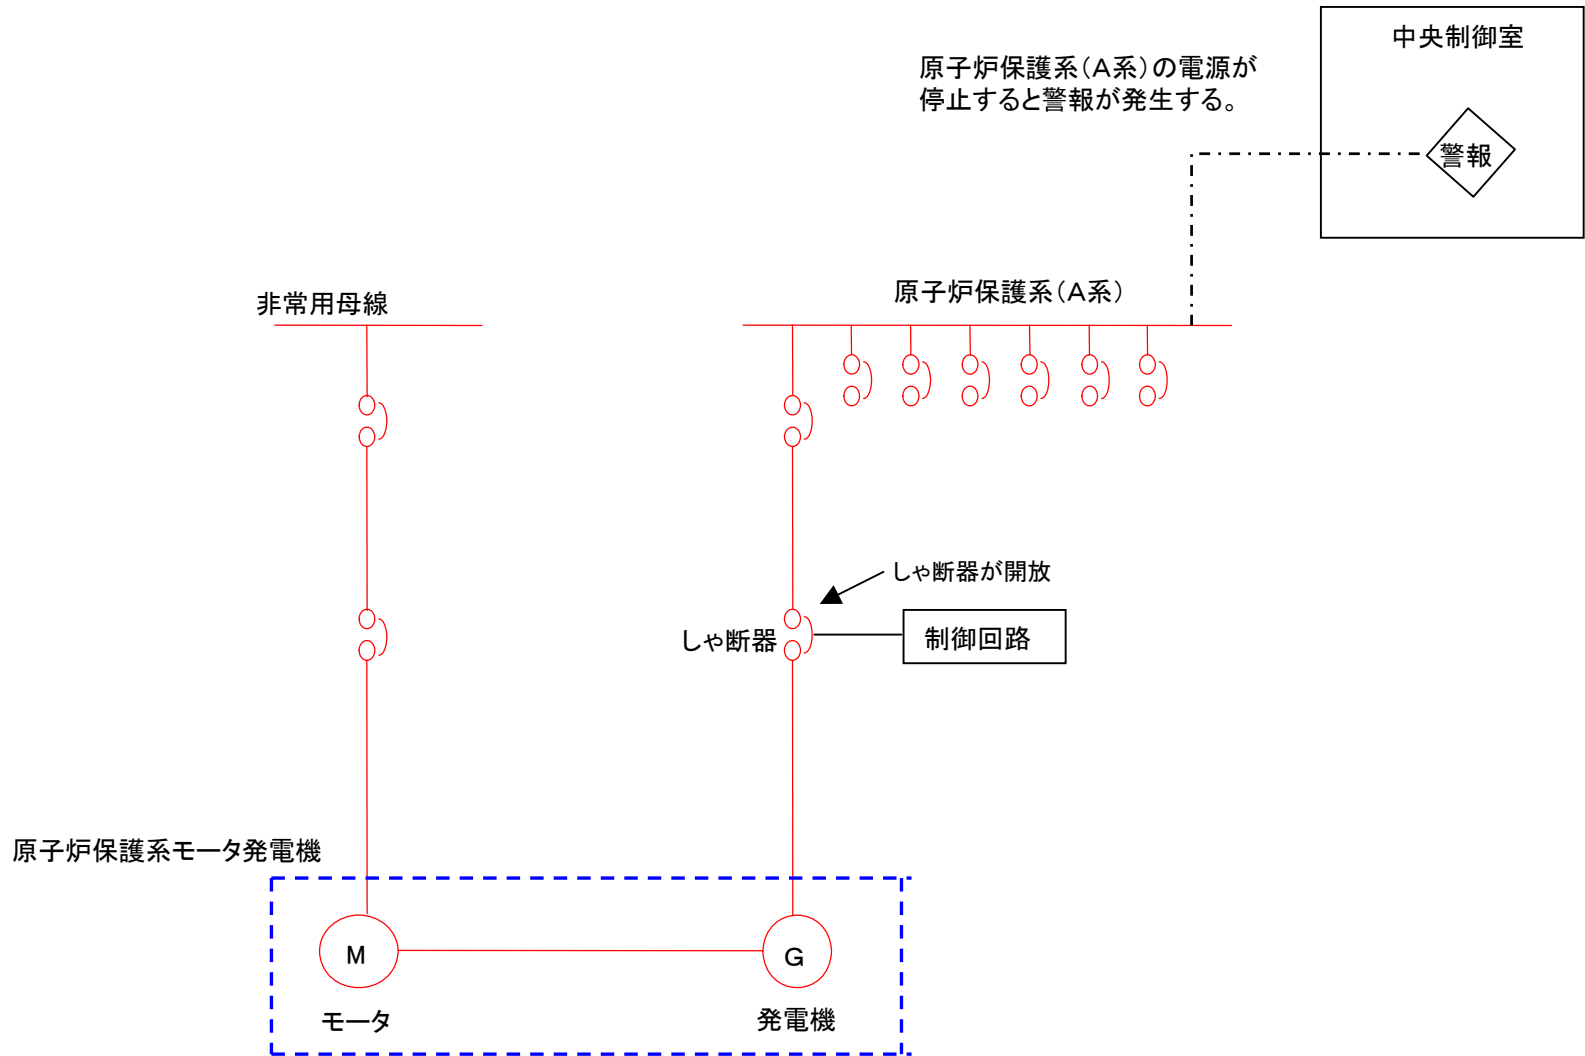 中央制御室
原子炉保護系(A系)の電源が
停止すると警報が発生する。
警報
非常用母線
原子炉保護系(A系)
しゃ断器が開放
しゃ断器
制御回路
原子炉保護系モータ発電機
M
G
モータ
発電機